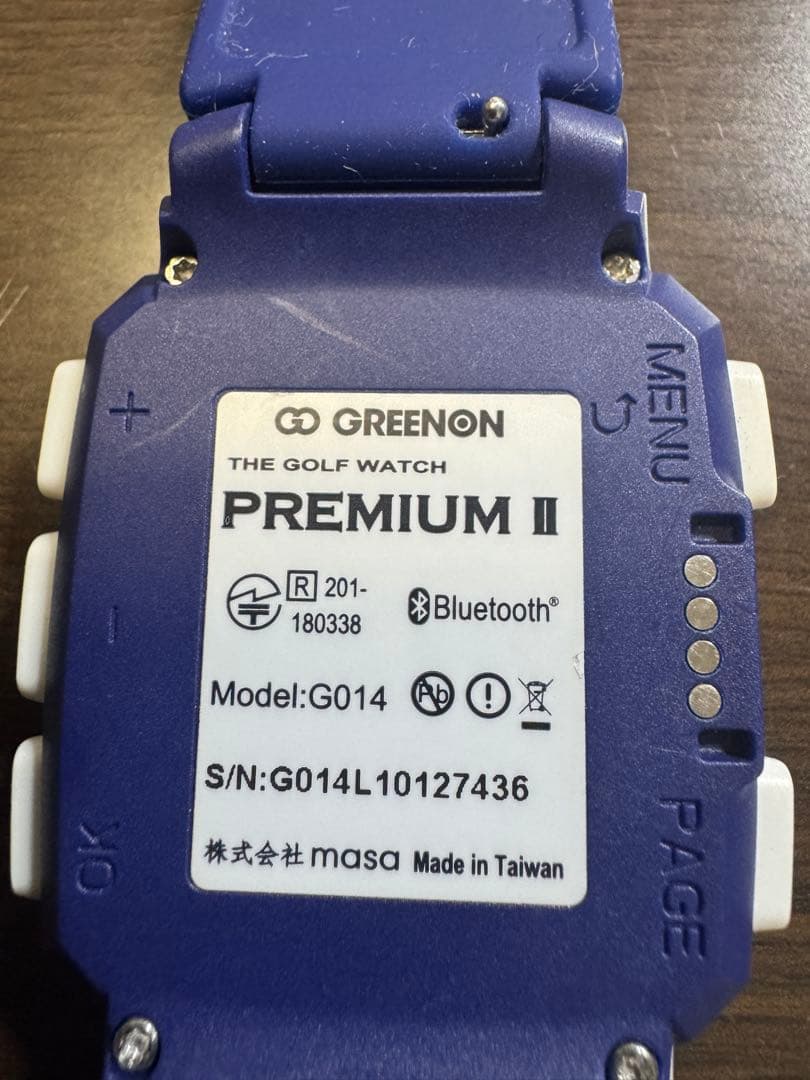 GREENON
THE GOLF WATCH
PREMIUM II
R 201-
180338
Bluetooth®
Model:G014
Pb
S/N:G014L10127436
株式会社 masa Made in Taiwan
+
-
OK
MENU
PAGE